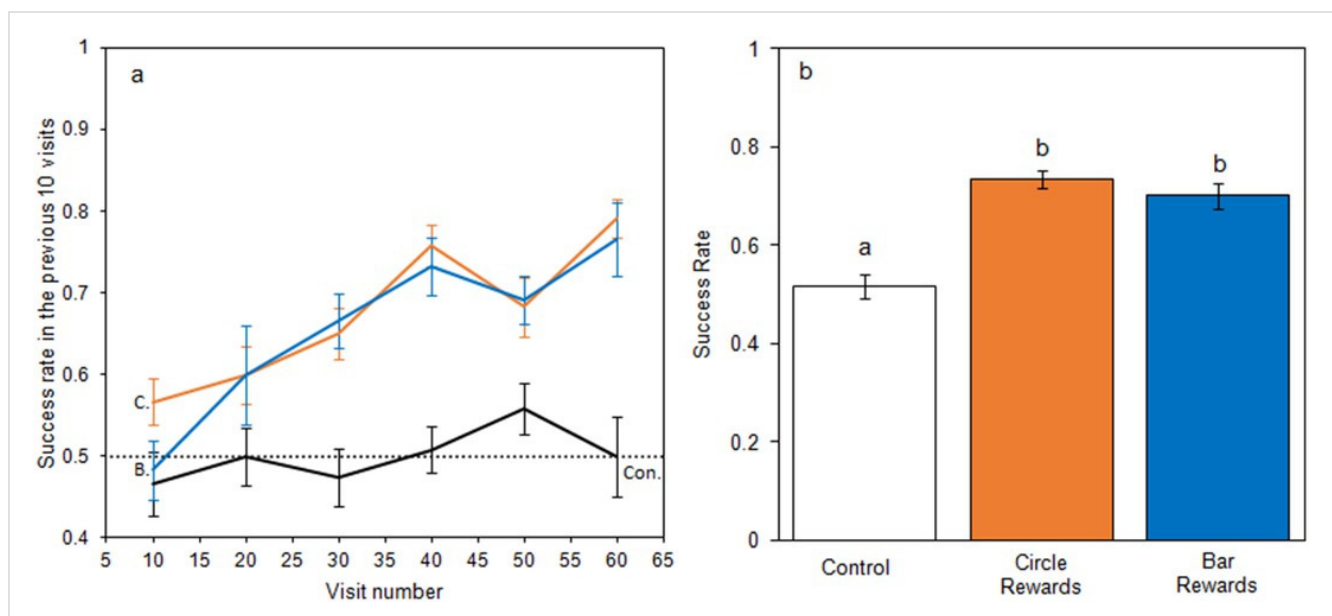 a
Success rate in the previous 10 visits
1
0.9
0.8
0.7
0.6
0.5
0.4
C.
B.
Con.
5 10 15 20 25 30 35 40 45 50 55 60 65
Visit number
b
Success Rate
1
0.8
0.6
0.4
0.2
0
a
b
b
Control
Circle
Rewards
Bar
Rewards